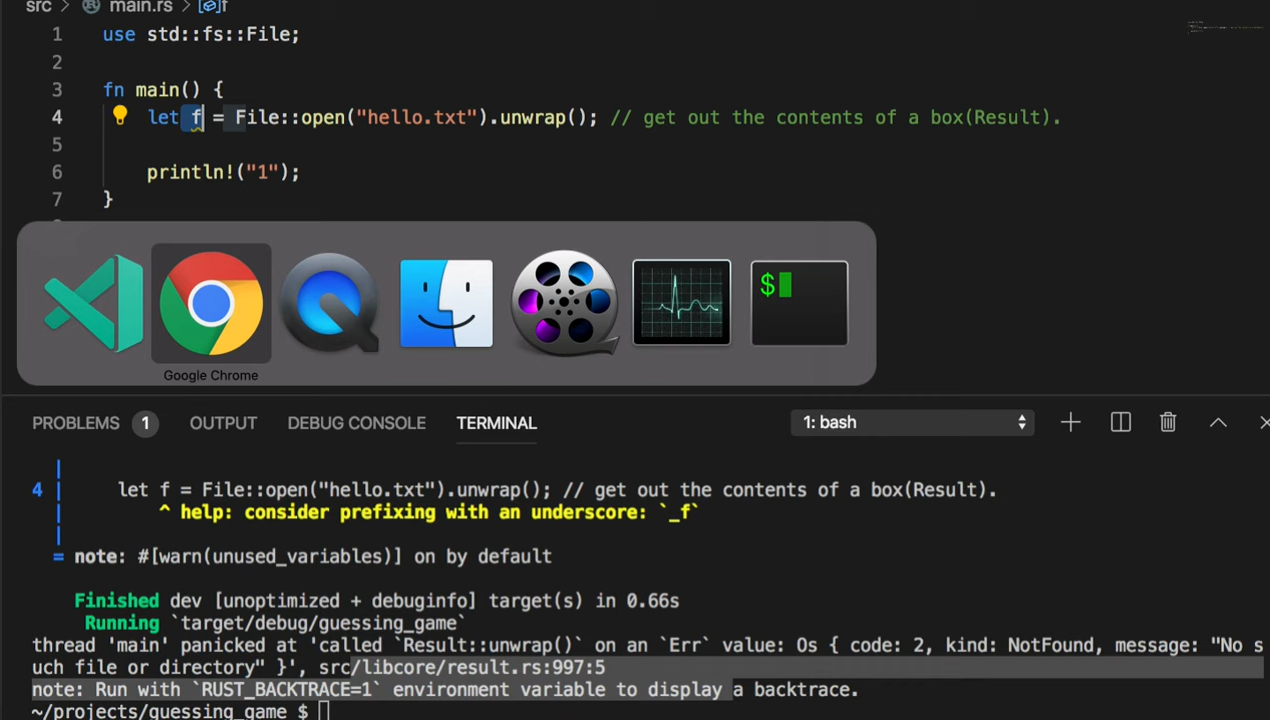 src > main.rs > f
1 use std::fs::File;
2
3 fn main() {
4 let f = File::open("hello.txt").unwrap(); // get out the contents of a box(Result).
5
6 println!("1");
7 }
$
Google Chrome
PROBLEMS 1 OUTPUT DEBUG CONSOLE TERMINAL 1: bash
|
4 | let f = File::open("hello.txt").unwrap(); // get out the contents of a box(Result).
| ^ help: consider prefixing with an underscore: `_f`
|
= note: #[warn(unused_variables)] on by default
Finished dev [unoptimized + debuginfo] target(s) in 0.66s
Running `target/debug/guessing_game`
thread 'main' panicked at 'called `Result::unwrap()` on an `Err` value: Os { code: 2, kind: NotFound, message: "No s
uch file or directory" }', src/libcore/result.rs:997:5
note: Run with `RUST_BACKTRACE=1` environment variable to display a backtrace.
~/projects/guessing_game $